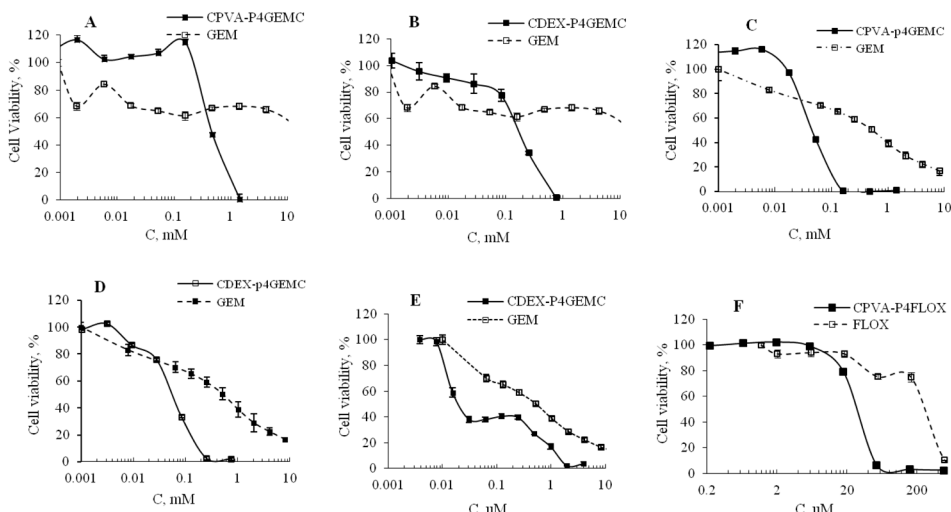 A
CPVA-P4GEMC
GEM
Cell Viability, %
120
100
80
60
40
20
0
0.001 0.01 0.1 1 10
C, mM
B
CDEX-P4GEMC
GEM
Cell viability, %
120
100
80
60
40
20
0
0.001 0.01 0.1 1 10
C, mM
C
CPVA-p4GEMC
GEM
Cell viability, %
120
100
80
60
40
20
0
0.001 0.01 0.1 1 10
C, mM
D
CDEX-p4GEMC
GEM
Cell viability, %
120
100
80
60
40
20
0
0.001 0.01 0.1 1 10
C, mM
E
CDEX-P4GEMC
GEM
Cell viability, %
120
100
80
60
40
20
0
0.001 0.01 0.1 1 10
C, µM
F
CPVA-P4FLOX
FLOX
Cell viability, %
120
100
80
60
40
20
0
0.2 2 20 200
C, µM